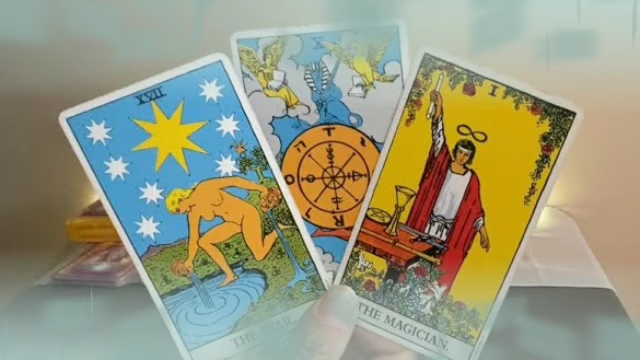 XVII
X
I
T
O
R
THE STAR.
THE MAGICIAN.